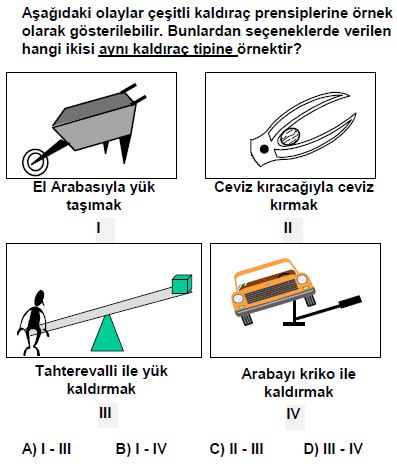 Aşağıdaki olaylar çeşitli kaldıraç prensiplerine örnek
olarak gösterilebilir. Bunlardan seçeneklerde verilen
hangi ikisi aynı kaldıraç tipine örnektir?
El Arabasıyla yük
taşımak
I
Ceviz kıracağıyla ceviz
kırmak
II
Tahterevalli ile yük
kaldırmak
III
Arabayı kriko ile
kaldırmak
IV
A) I - III B) I - IV C) II - III D) III - IV